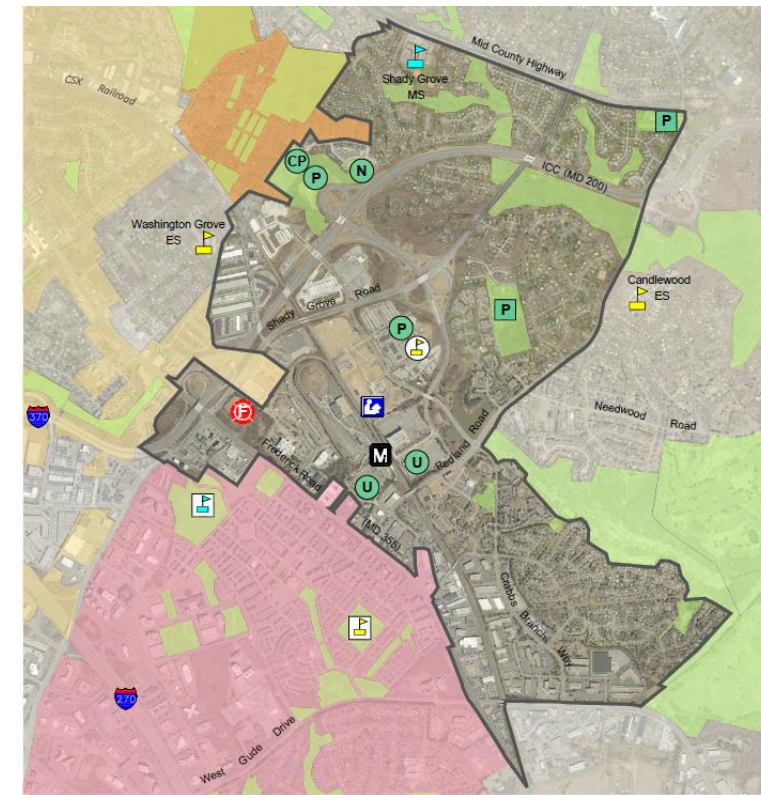 Mid County Highway
CSX Railroad
Shady Grove
MS
P
ICC (MD 200)
CP
P
N
Washington Grove
ES
Candlewood
ES
Shady Grove Road
P
P
370
F
Needwood Road
Redland Road
M
Frederick Road
U
U
(MD 355)
Crabbs Branch Way
270
West Gude Drive